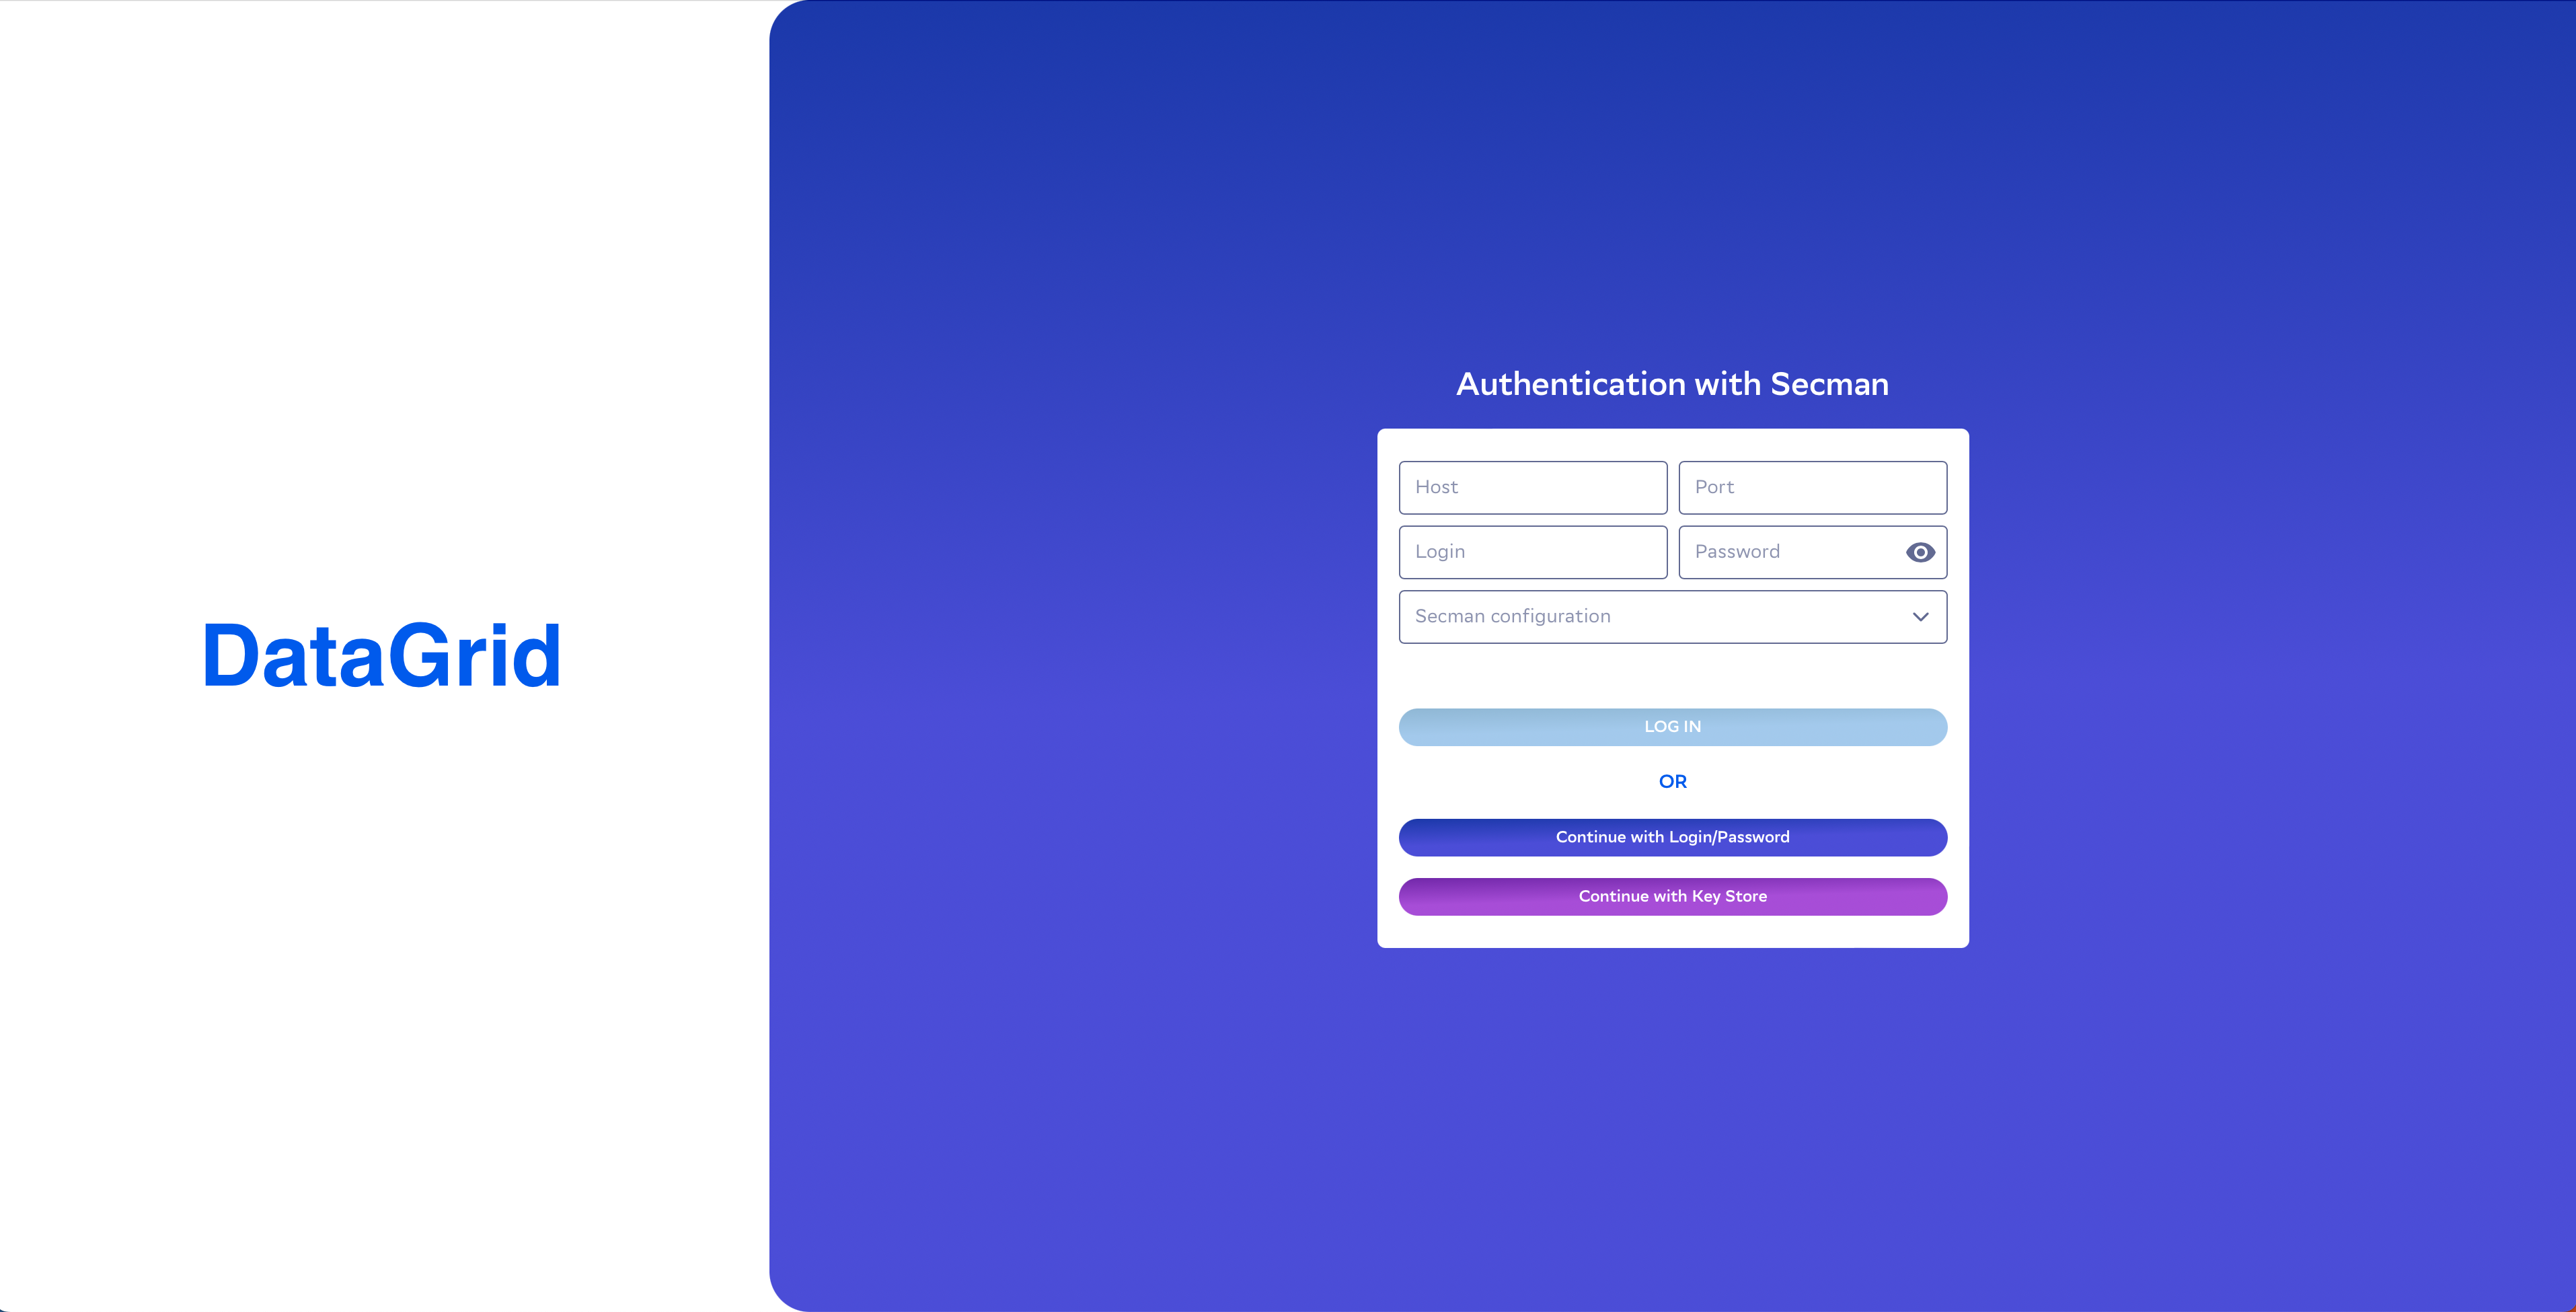 DataGrid
Authentication with Secman
Host
Port
Login
Password
Secman configuration
LOG IN
OR
Continue with Login/Password
Continue with Key Store